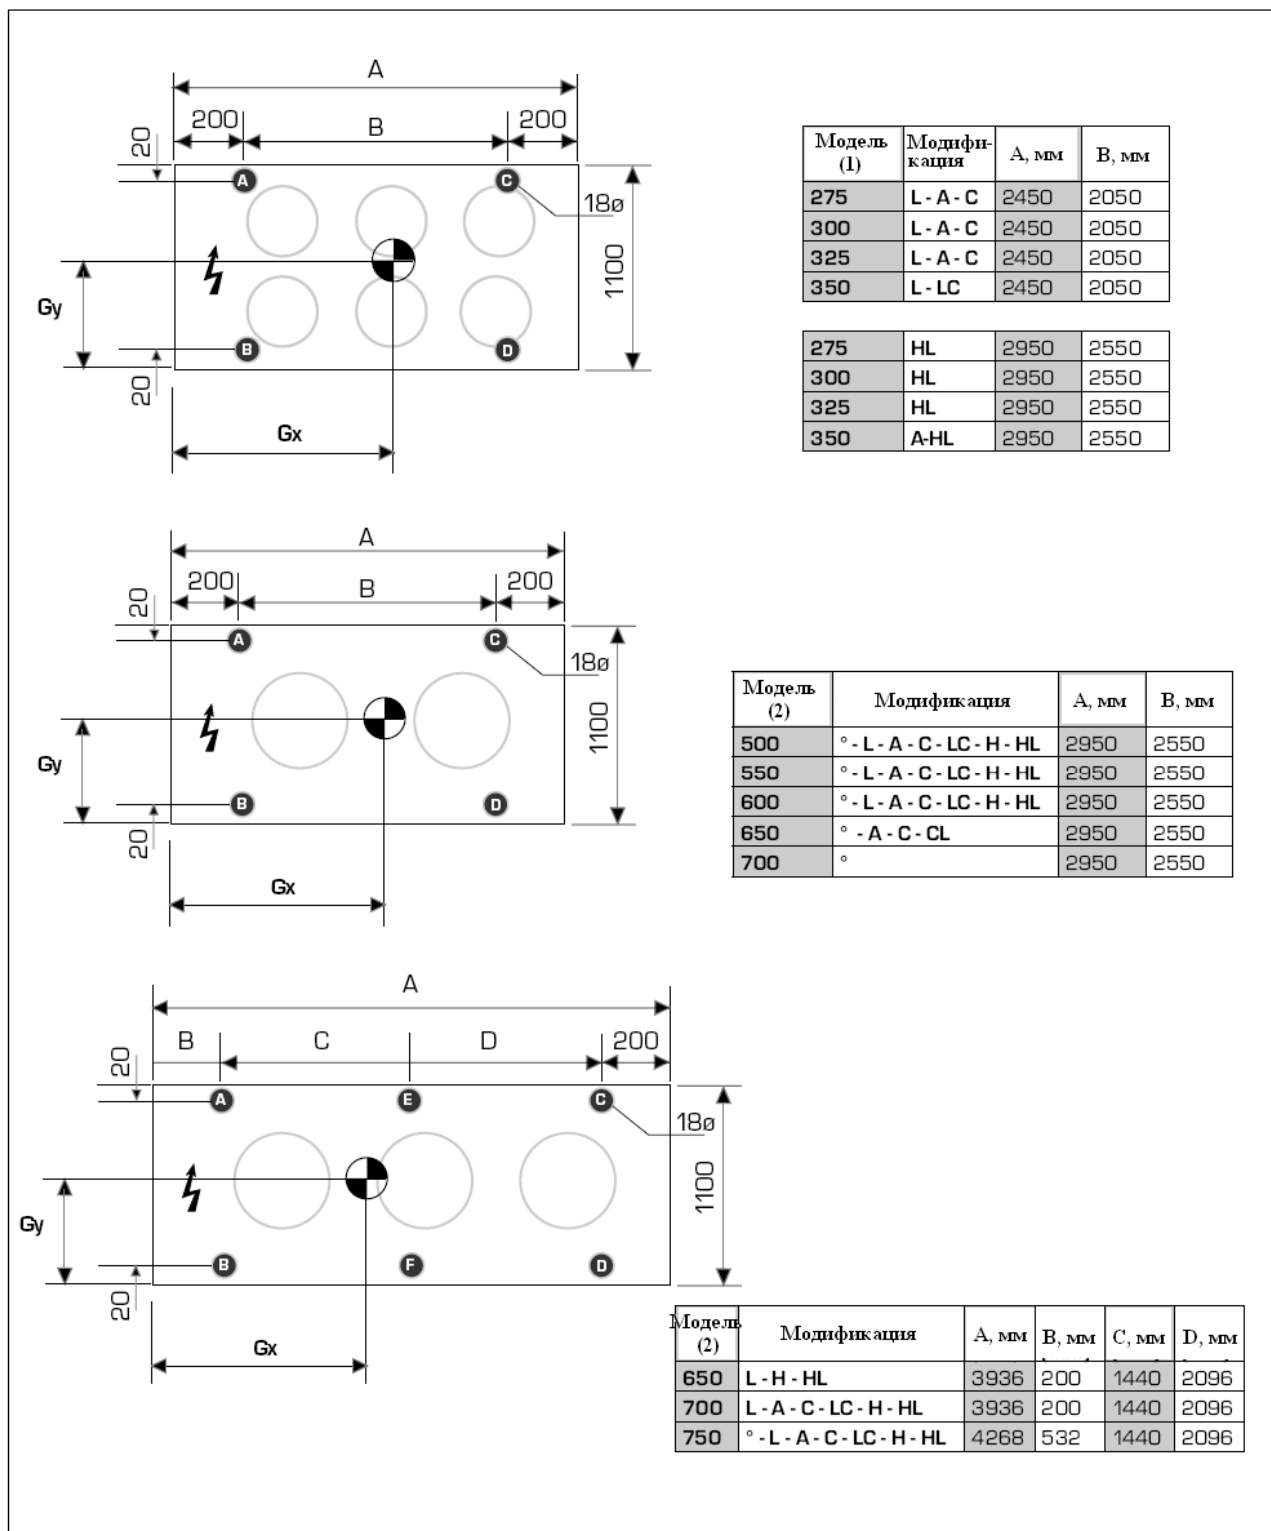 A
200 B 200
20
A C
18ø
1100
Gy
B D
20
Gx
Модель (1) Модифи-кация А, мм В, мм
275 L - A - C 2450 2050
300 L - A - C 2450 2050
325 L - A - C 2450 2050
350 L - LC 2450 2050
275 HL 2950 2550
300 HL 2950 2550
325 HL 2950 2550
350 A-HL 2950 2550
A
200 B 200
20
A C
18ø
1100
Gy
B D
20
Gx
Модель (2) Модификация А, мм В, мм
500 ° - L - A - C - LC - H - HL 2950 2550
550 ° - L - A - C - LC - H - HL 2950 2550
600 ° - L - A - C - LC - H - HL 2950 2550
650 ° - A - C - CL 2950 2550
700 ° 2950 2550
A
B C D 200
20
A E C
18ø
1100
Gy
B F D
20
Gx
Модель (2) Модификация А, мм В, мм С, мм D, мм
650 L - H - HL 3936 200 1440 2096
700 L - A - C - LC - H - HL 3936 200 1440 2096
750 ° - L - A - C - LC - H - HL 4268 532 1440 2096